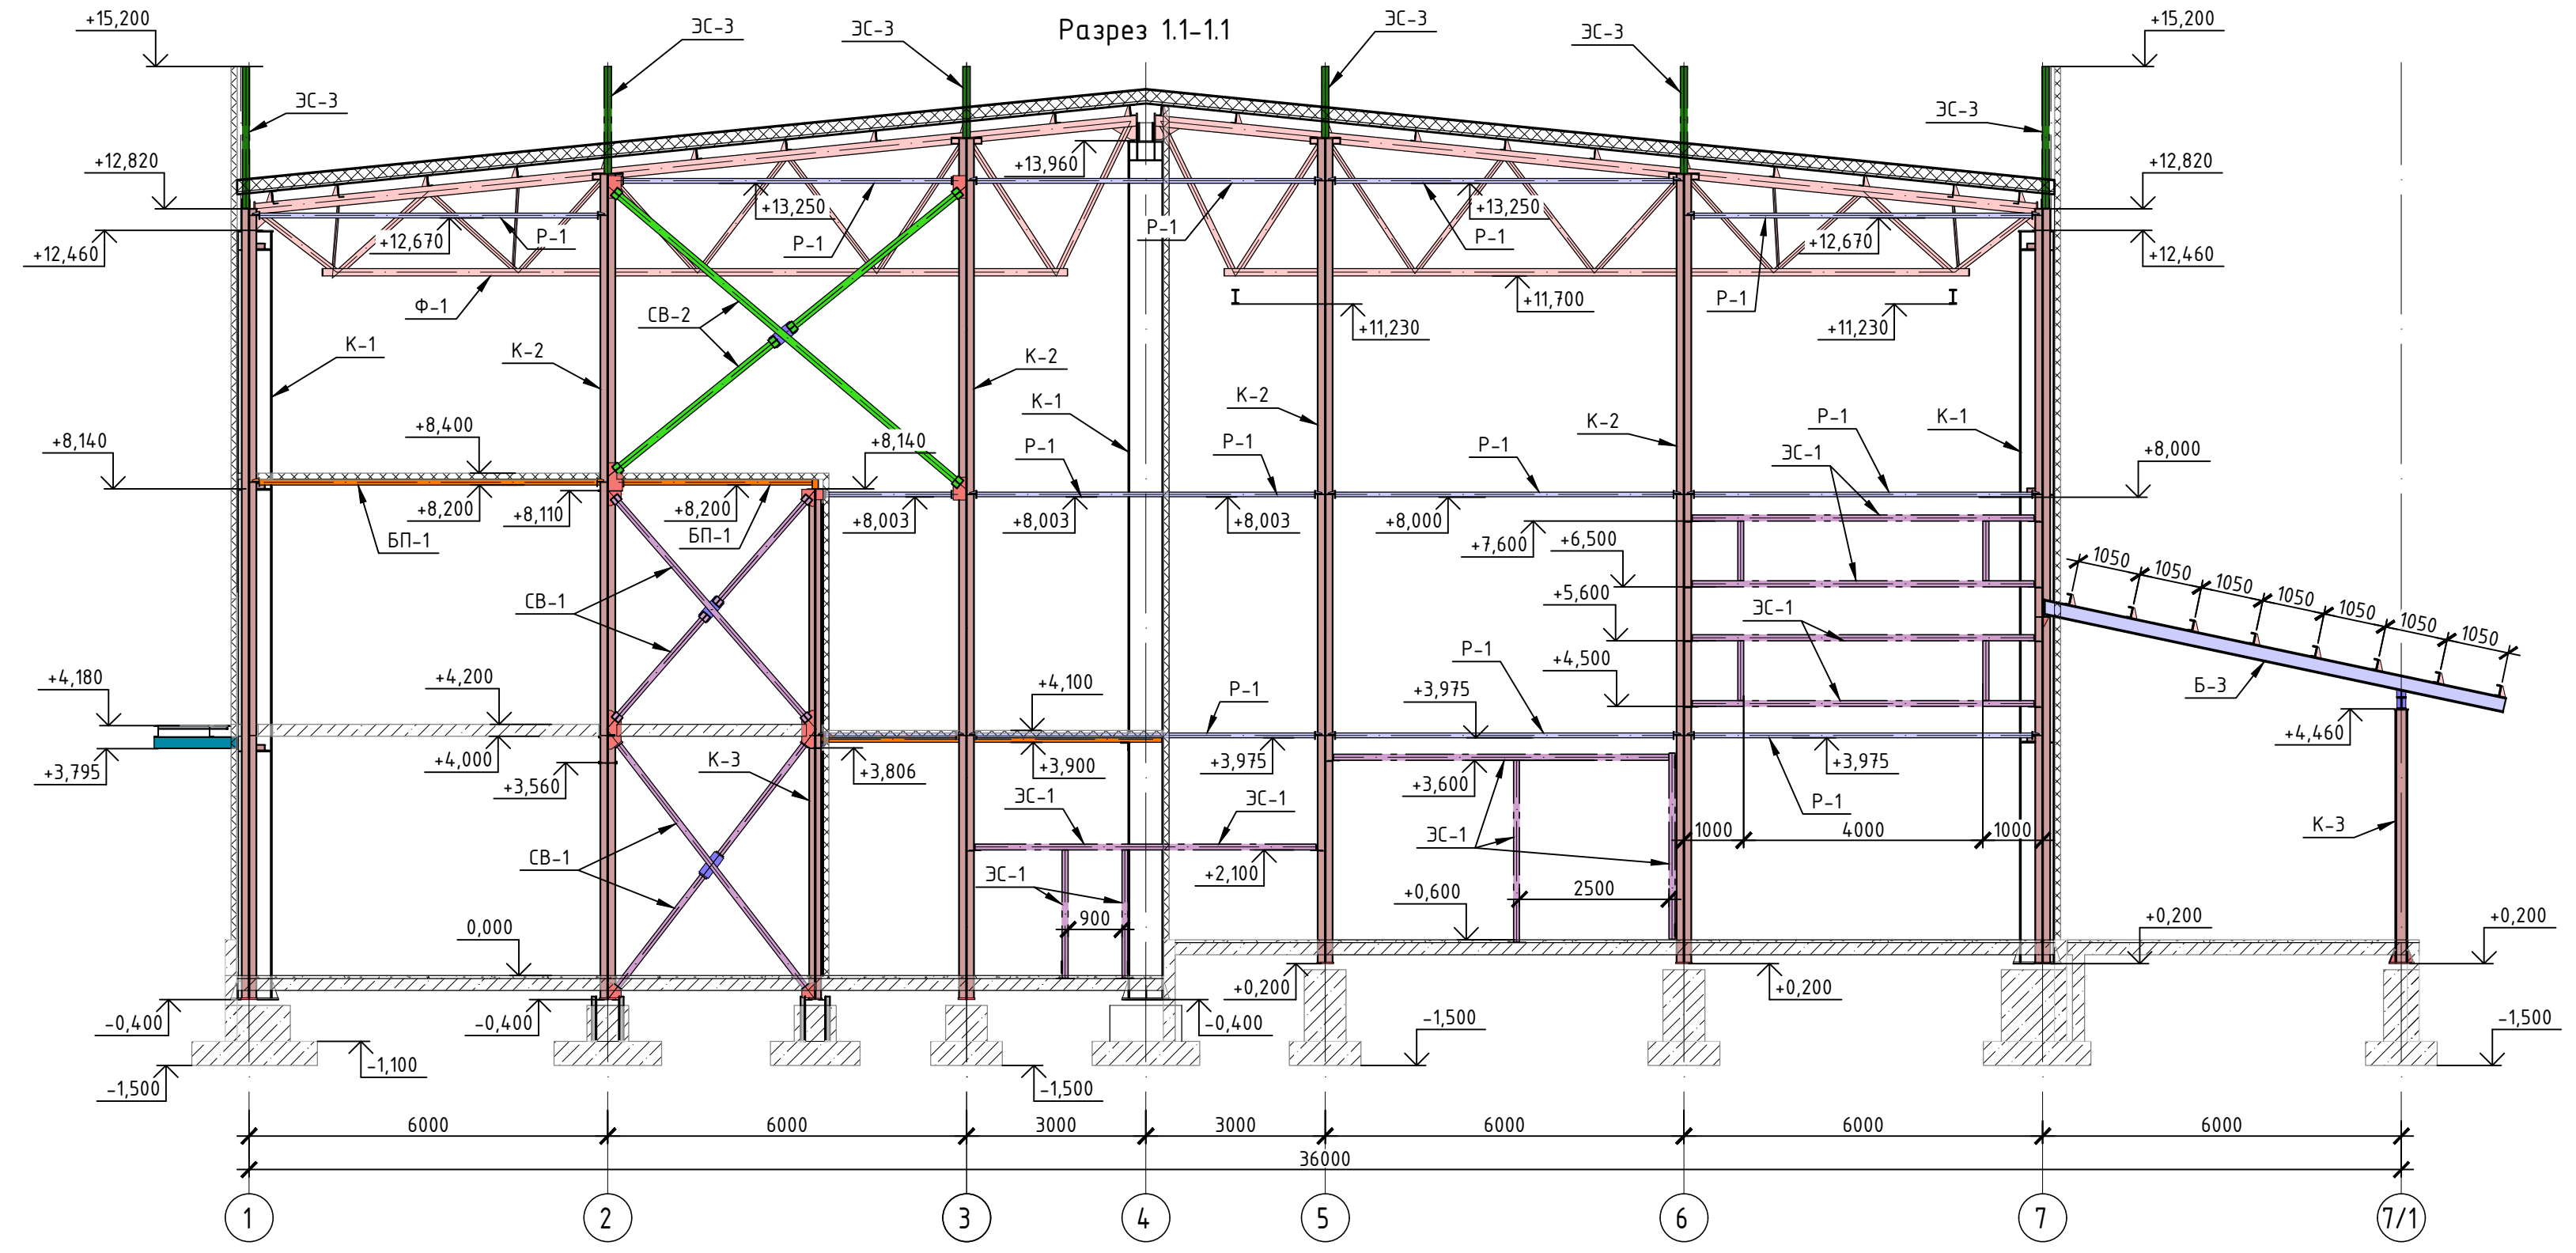 Разрез 1.1-1.1
+15,200
ЭС-3
ЭС-3
ЭС-3
ЭС-3
+15,200
ЭС-3
ЭС-3
+12,820
+13,960
+12,820
+13,250
+13,250
Р-1
Р-1
Р-1
Р-1
+12,460
+12,670
+12,670
+12,460
Ф-1
СВ-2
+11,700
Р-1
+11,230
+11,230
К-1
К-2
К-2
К-1
К-2
К-2
Р-1
К-1
+8,140
+8,400
+8,140
Р-1
Р-1
Р-1
ЭС-1
+8,000
+8,200
+8,110
+8,200
+8,003
+8,003
+8,003
+8,000
БП-1
БП-1
+7,600
+6,500
СВ-1
+5,600
ЭС-1
1050
1050
1050
1050
1050
1050
1050
+4,500
Р-1
Б-3
+4,180
+4,200
+4,100
Р-1
+3,975
+4,460
+3,795
+4,000
+3,560
К-3
+3,806
+3,900
+3,975
+3,600
+3,975
ЭС-1
ЭС-1
Р-1
К-3
СВ-1
ЭС-1
1000
4000
1000
ЭС-1
+2,100
+0,600
2500
900
0,000
+0,200
+0,200
+0,200
+0,200
-0,400
-0,400
-0,400
-1,500
-1,500
-1,100
-1,500
-1,500
6000
6000
3000
3000
6000
6000
6000
36000
1
2
3
4
5
6
7
7/1